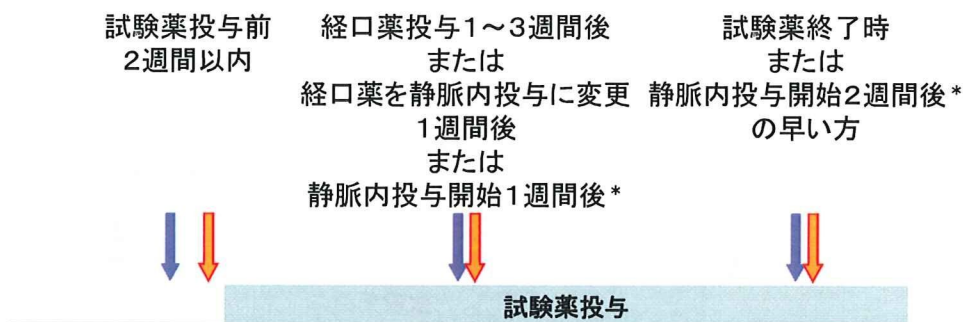 試験薬投与前
2週間以内
経口薬投与1~3週間後
または
経口薬を静脈内投与に変更
1週間後
または
静脈内投与開始1週間後*
試験薬終了時
または
静脈内投与開始2週間後*
の早い方
試験薬投与